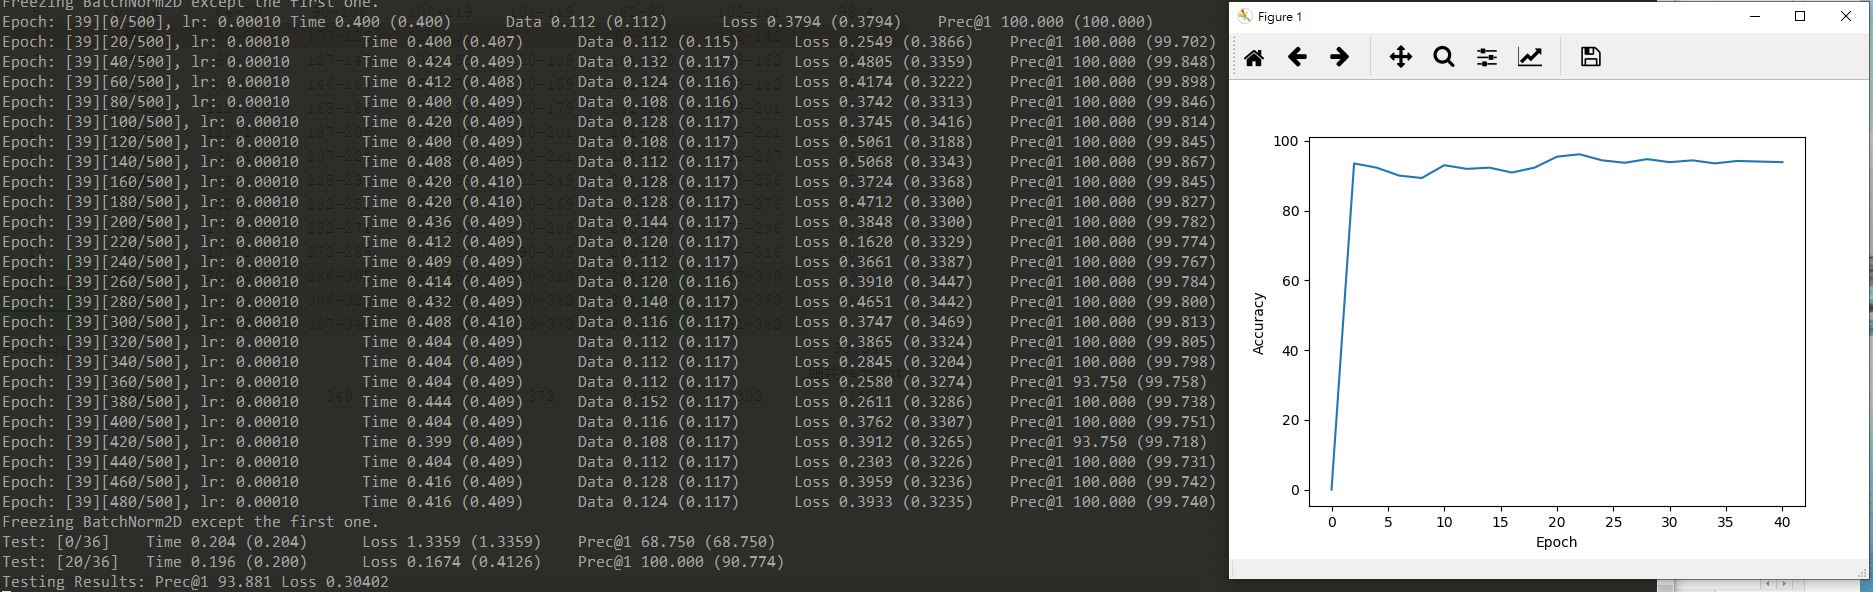 Freezing BatchNorm2D except the first one.
Epoch: [39][0/500], lr: 0.00010 Time 0.400 (0.400) Data 0.112 (0.112) Loss 0.3794 (0.3794) Prec@1 100.000 (100.000)
Epoch: [39][20/500], lr: 0.00010 Time 0.400 (0.407) Data 0.112 (0.115) Loss 0.2549 (0.3866) Prec@1 100.000 (99.702)
Epoch: [39][40/500], lr: 0.00010 Time 0.424 (0.409) Data 0.132 (0.117) Loss 0.4805 (0.3359) Prec@1 100.000 (99.848)
Epoch: [39][60/500], lr: 0.00010 Time 0.412 (0.408) Data 0.124 (0.116) Loss 0.4174 (0.3222) Prec@1 100.000 (99.898)
Epoch: [39][80/500], lr: 0.00010 Time 0.400 (0.409) Data 0.108 (0.116) Loss 0.3742 (0.3313) Prec@1 100.000 (99.846)
Epoch: [39][100/500], lr: 0.00010 Time 0.420 (0.409) Data 0.128 (0.117) Loss 0.3745 (0.3416) Prec@1 100.000 (99.814)
Epoch: [39][120/500], lr: 0.00010 Time 0.400 (0.409) Data 0.108 (0.117) Loss 0.5061 (0.3188) Prec@1 100.000 (99.845)
Epoch: [39][140/500], lr: 0.00010 Time 0.408 (0.409) Data 0.112 (0.117) Loss 0.5068 (0.3343) Prec@1 100.000 (99.867)
Epoch: [39][160/500], lr: 0.00010 Time 0.420 (0.410) Data 0.128 (0.117) Loss 0.3724 (0.3368) Prec@1 100.000 (99.845)
Epoch: [39][180/500], lr: 0.00010 Time 0.420 (0.410) Data 0.128 (0.117) Loss 0.4712 (0.3300) Prec@1 100.000 (99.827)
Epoch: [39][200/500], lr: 0.00010 Time 0.436 (0.409) Data 0.144 (0.117) Loss 0.3848 (0.3300) Prec@1 100.000 (99.782)
Epoch: [39][220/500], lr: 0.00010 Time 0.412 (0.409) Data 0.120 (0.117) Loss 0.1620 (0.3329) Prec@1 100.000 (99.774)
Epoch: [39][240/500], lr: 0.00010 Time 0.409 (0.409) Data 0.112 (0.117) Loss 0.3661 (0.3387) Prec@1 100.000 (99.767)
Epoch: [39][260/500], lr: 0.00010 Time 0.414 (0.409) Data 0.120 (0.116) Loss 0.3910 (0.3447) Prec@1 100.000 (99.784)
Epoch: [39][280/500], lr: 0.00010 Time 0.432 (0.409) Data 0.140 (0.117) Loss 0.4651 (0.3442) Prec@1 100.000 (99.800)
Epoch: [39][300/500], lr: 0.00010 Time 0.408 (0.410) Data 0.116 (0.117) Loss 0.3747 (0.3469) Prec@1 100.000 (99.813)
Epoch: [39][320/500], lr: 0.00010 Time 0.404 (0.409) Data 0.112 (0.117) Loss 0.3865 (0.3324) Prec@1 100.000 (99.805)
Epoch: [39][340/500], lr: 0.00010 Time 0.404 (0.409) Data 0.112 (0.117) Loss 0.2845 (0.3204) Prec@1 100.000 (99.798)
Epoch: [39][360/500], lr: 0.00010 Time 0.404 (0.409) Data 0.112 (0.117) Loss 0.2580 (0.3274) Prec@1 93.750 (99.758)
Epoch: [39][380/500], lr: 0.00010 Time 0.444 (0.409) Data 0.152 (0.117) Loss 0.2611 (0.3286) Prec@1 100.000 (99.738)
Epoch: [39][400/500], lr: 0.00010 Time 0.404 (0.409) Data 0.116 (0.117) Loss 0.3762 (0.3307) Prec@1 100.000 (99.751)
Epoch: [39][420/500], lr: 0.00010 Time 0.399 (0.409) Data 0.108 (0.117) Loss 0.3912 (0.3265) Prec@1 93.750 (99.718)
Epoch: [39][440/500], lr: 0.00010 Time 0.404 (0.409) Data 0.112 (0.117) Loss 0.2303 (0.3226) Prec@1 100.000 (99.731)
Epoch: [39][460/500], lr: 0.00010 Time 0.416 (0.409) Data 0.128 (0.117) Loss 0.3959 (0.3236) Prec@1 100.000 (99.742)
Epoch: [39][480/500], lr: 0.00010 Time 0.416 (0.409) Data 0.124 (0.117) Loss 0.3933 (0.3235) Prec@1 100.000 (99.740)
Freezing BatchNorm2D except the first one.
Test: [0/36] Time 0.204 (0.204) Loss 1.3359 (1.3359) Prec@1 68.750 (68.750)
Test: [20/36] Time 0.196 (0.200) Loss 0.1674 (0.4126) Prec@1 100.000 (90.774)
Testing Results: Prec@1 93.881 Loss 0.30402
Figure 1
100
80
60
40
20
0
Accuracy
0 5 10 15 20 25 30 35 40
Epoch